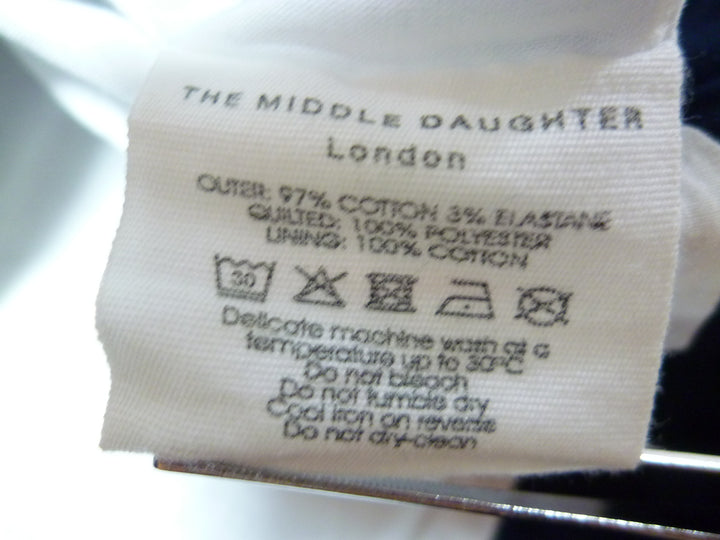 THE MIDDLE DAUGHTER
London
OUTER: 97% COTTON 3% ELASTANE
QUILTED: 100% POLYESTER
LINING: 100% COTTON
30
Delicate machine wash at a
temperature up to 30°C
Do not bleach
Do not tumble dry
Cool iron on reverse
Do not dry-clean